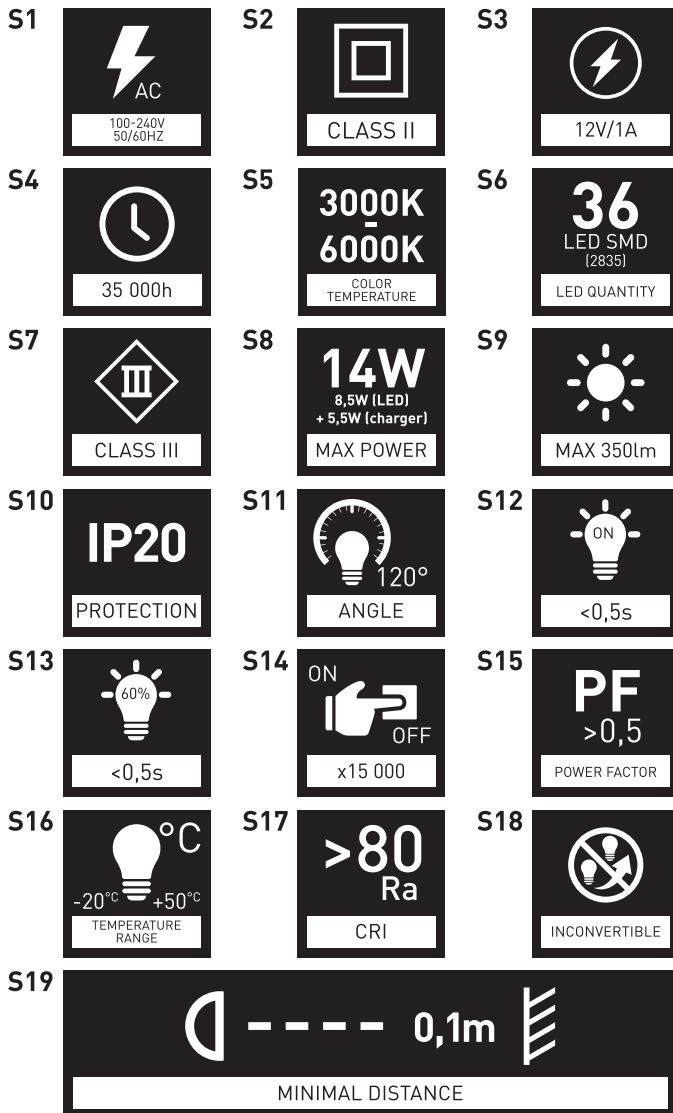 S1
AC
100-240V
50/60HZ
S2
CLASS II
S3
12V/1A
S4
35 000h
S5
3000K
-
6000K
COLOR
TEMPERATURE
S6
36
LED SMD
(2835)
LED QUANTITY
S7
III
CLASS III
S8
14W
8,5W (LED)
+ 5,5W (charger)
MAX POWER
S9
MAX 350lm
S10
IP20
PROTECTION
S11
120°
ANGLE
S12
ON
<0,5s
S13
60%
<0,5s
S14
ON
OFF
x15 000
S15
PF
>0,5
POWER FACTOR
S16
°C
-20°C +50°C
TEMPERATURE
RANGE
S17
>80
Ra
CRI
S18
INCONVERTIBLE
S19
0,1m
MINIMAL DISTANCE